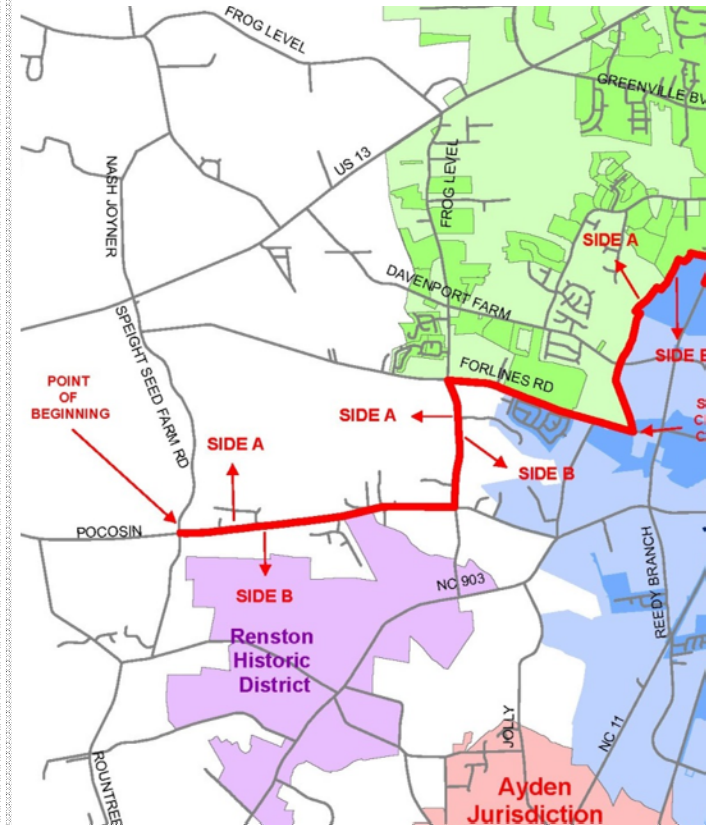 FROG LEVEL
GREENVILLE BV
US 13
FROG LEVEL
NASH JOYNER
SIDE A
DAVENPORT FARM
SPEIGHT SEED FARM RD
SIDE B
FORLINES RD
POINT
OF
BEGINNING
SIDE A
S
C
C
SIDE A
SIDE B
POCOSIN
NC 903
SIDE B
REEDY BRANCH
Renston
Historic
District
JOLLY
NC 11
ROUNTREE
Ayden
Jurisdiction